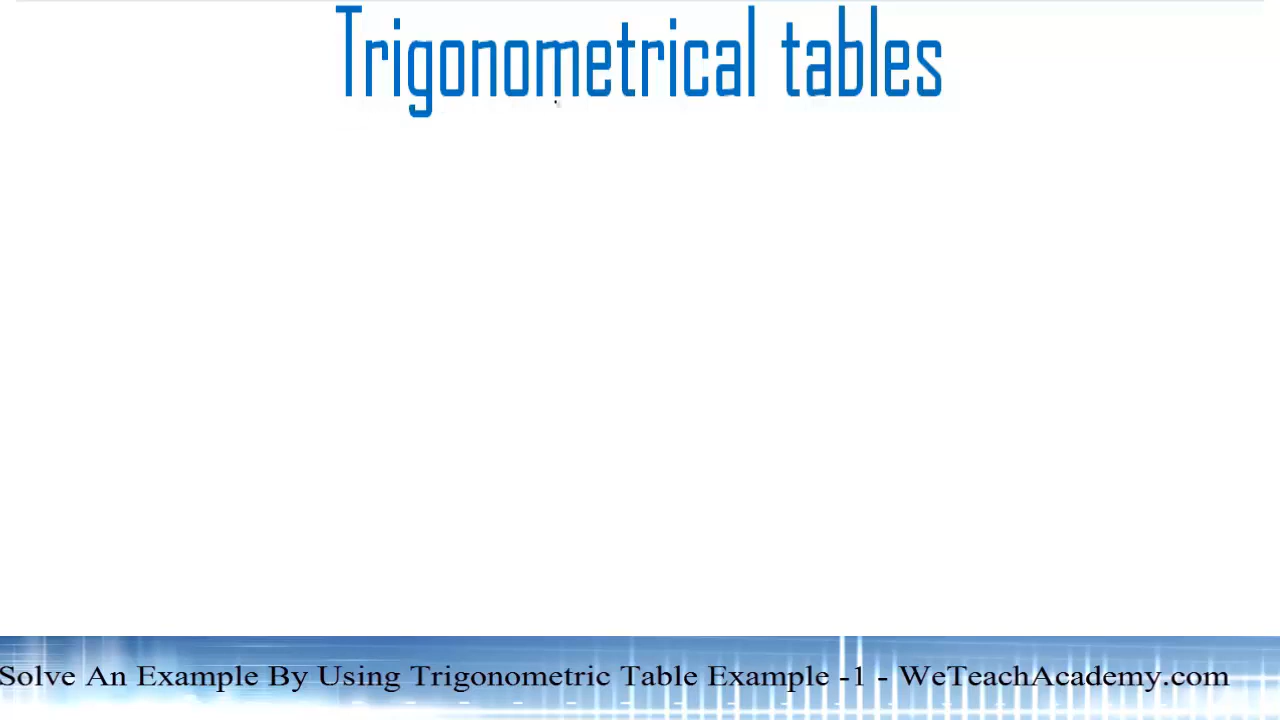 Trigonometrical tables
Solve An Example By Using Trigonometric Table Example -1 - WeTeachAcademy.com